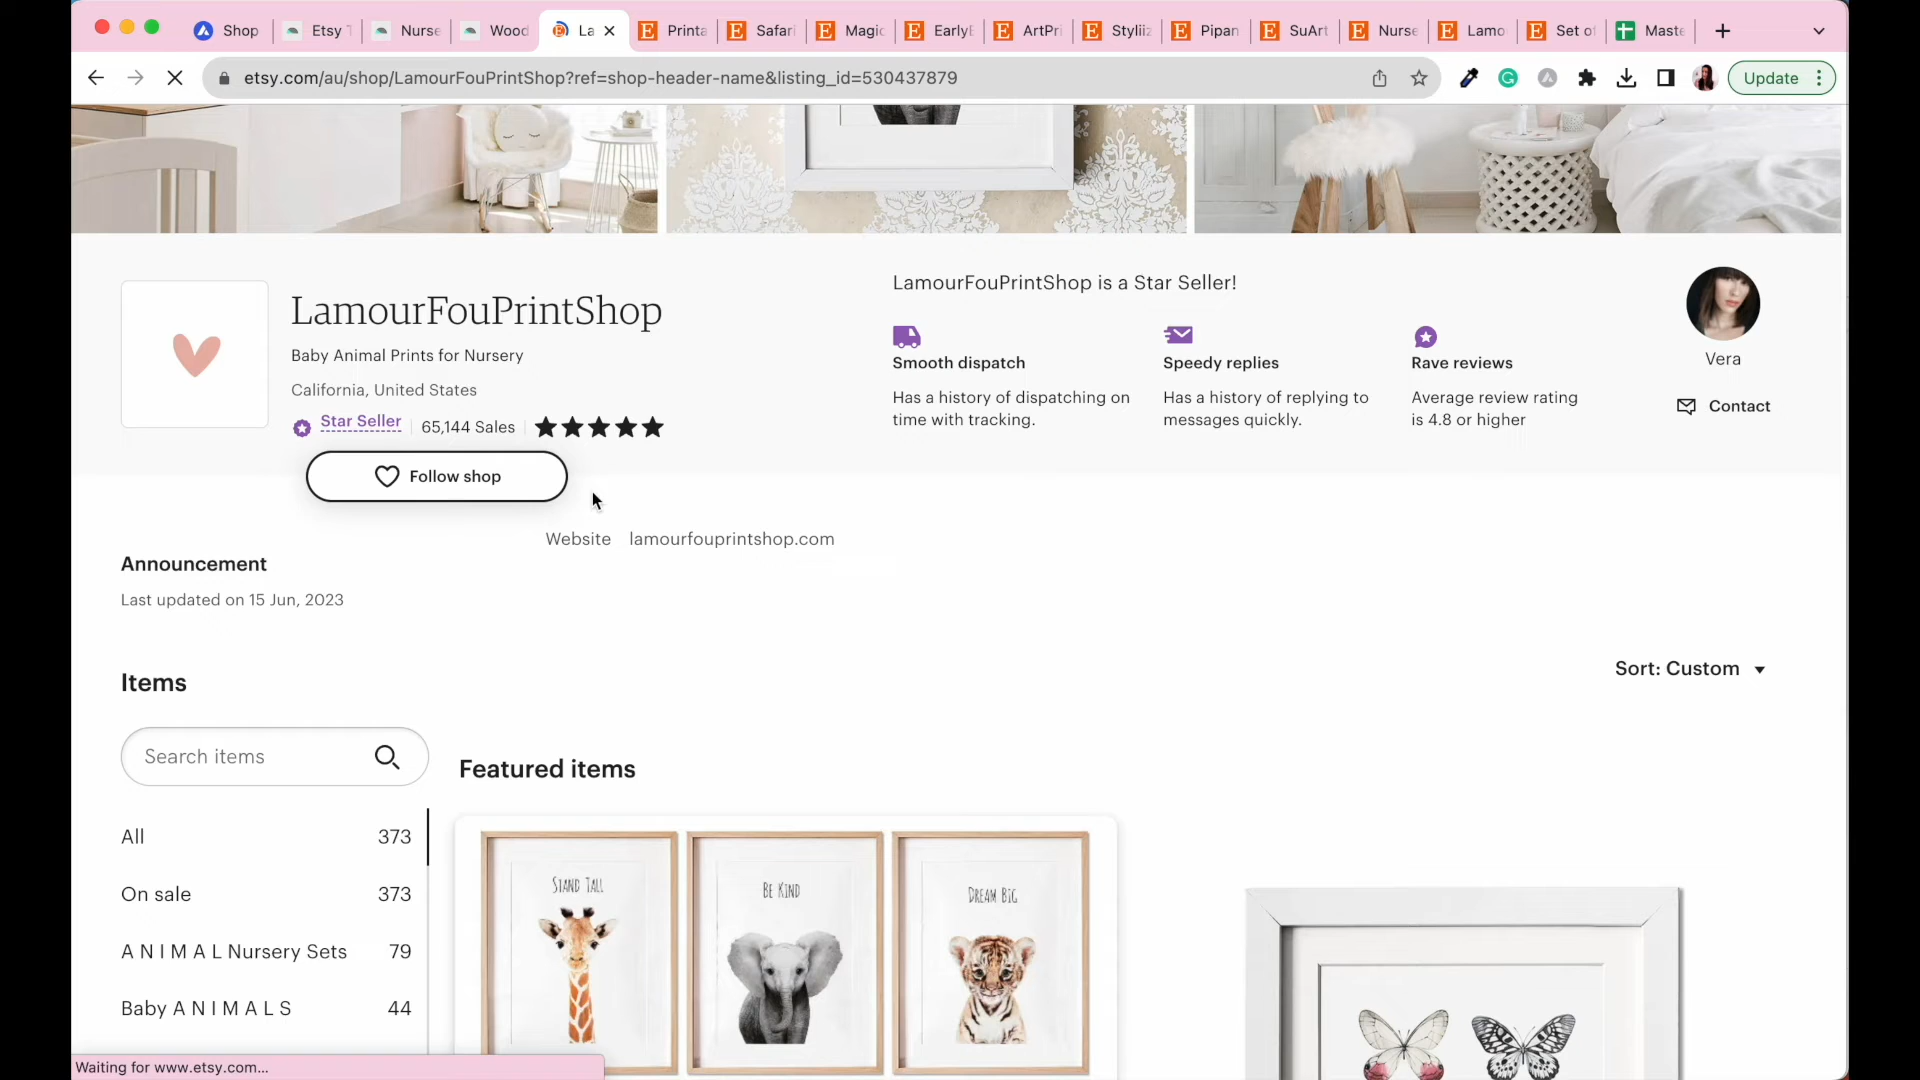 Shop
Etsy T
Nurse
Wood
La
Printa
Safari
Magic
EarlyE
ArtPri
Styliiz
Pipan
SuArt
Nurse
Lamo
Set of
Maste
etsy.com/au/shop/LamourFouPrintShop?ref=shop-header-name&listing_id=530437879
Update
LamourFouPrintShop
Baby Animal Prints for Nursery
California, United States
Star Seller
65,144 Sales
Follow shop
LamourFouPrintShop is a Star Seller!
Smooth dispatch
Has a history of dispatching on
time with tracking.
Speedy replies
Has a history of replying to
messages quickly.
Rave reviews
Average review rating
is 4.8 or higher
Vera
Contact
Website lamourfouprintshop.com
Announcement
Last updated on 15 Jun, 2023
Items
Sort: Custom
Search items
Featured items
All 373
On sale 373
A N I M A L Nursery Sets 79
Baby A N I M A L S 44
STAND TALL
BE KIND
DREAM BIG
Waiting for www.etsy.com...